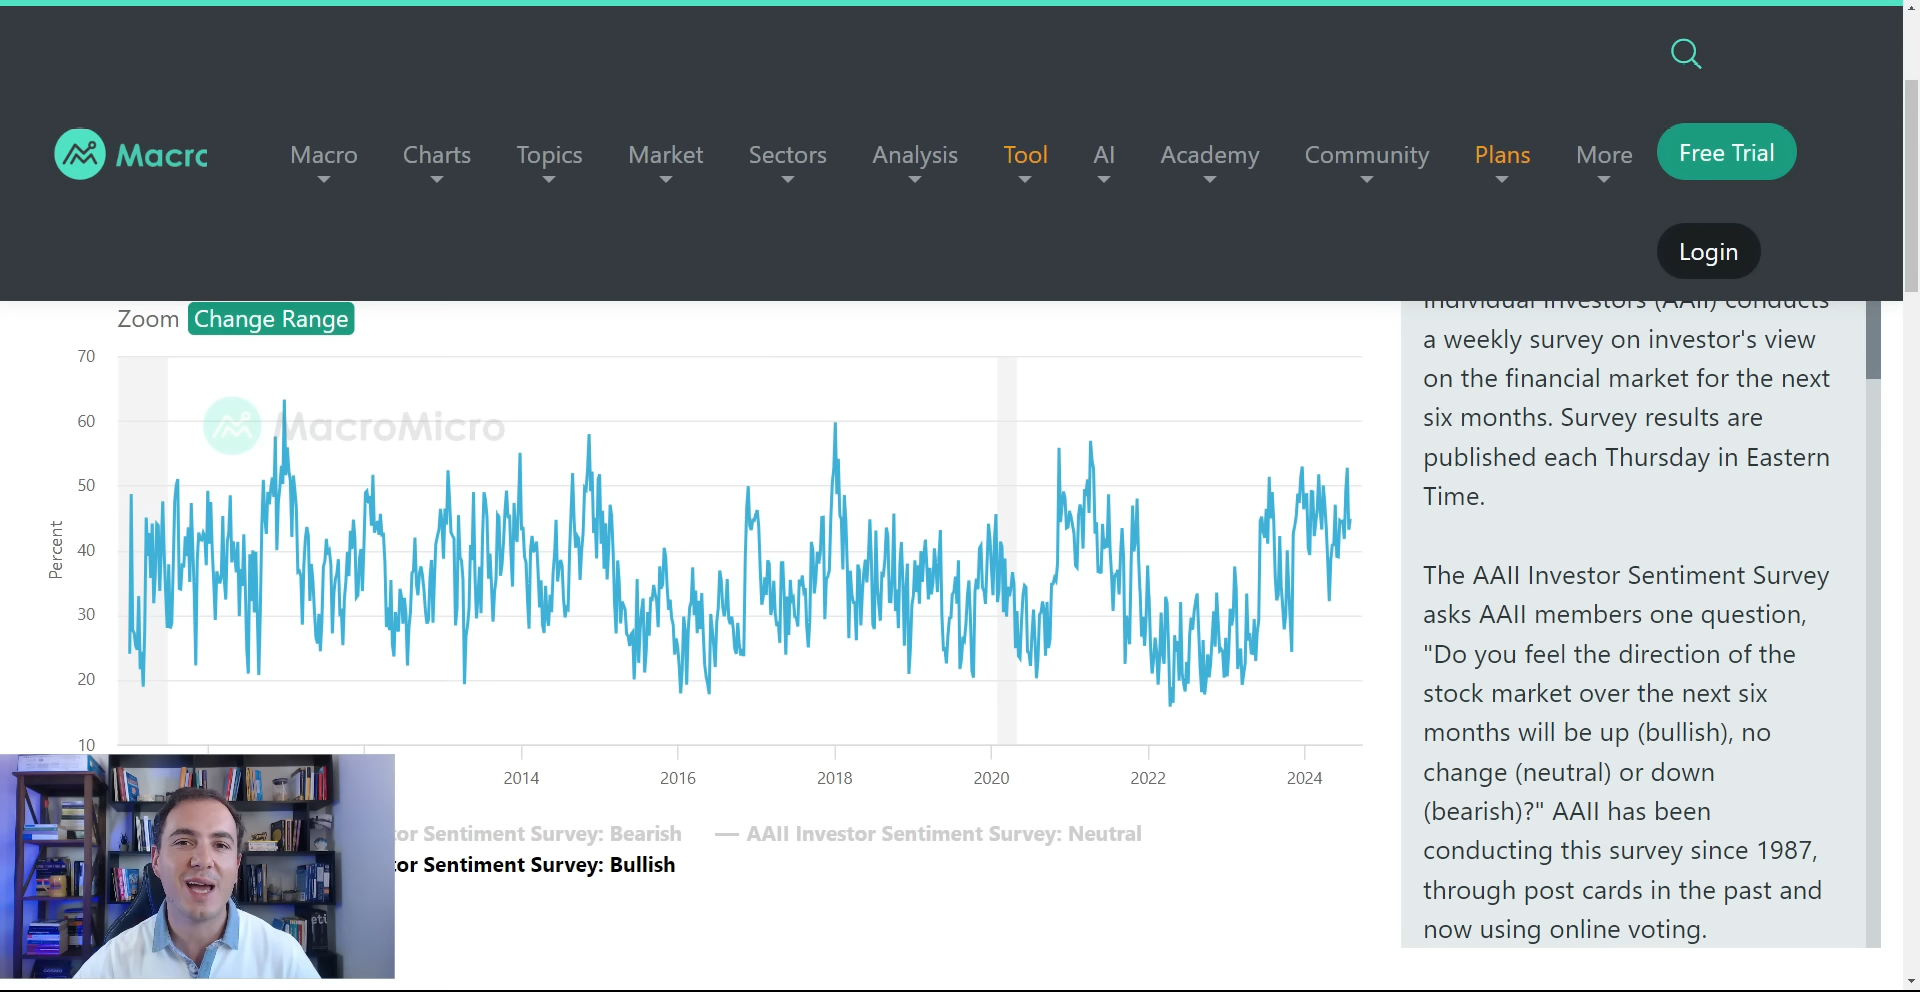 Macro
Charts
Topics
Market
Sectors
Analysis
Tool
AI
Academy
Community
Plans
More
Free Trial
Login
Zoom Change Range
MacroMicro
Percent
70
60
50
40
30
20
10
2014
2016
2018
2020
2022
2024
Sentiment Survey: Bearish
AAII Investor Sentiment Survey: Neutral
Sentiment Survey: Bullish
individual investors (AAII) conducts
a weekly survey on investor's view
on the financial market for the next
six months. Survey results are
published each Thursday in Eastern
Time.
The AAII Investor Sentiment Survey
asks AAII members one question,
"Do you feel the direction of the
stock market over the next six
months will be up (bullish), no
change (neutral) or down
(bearish)?" AAII has been
conducting this survey since 1987,
through post cards in the past and
now using online voting.